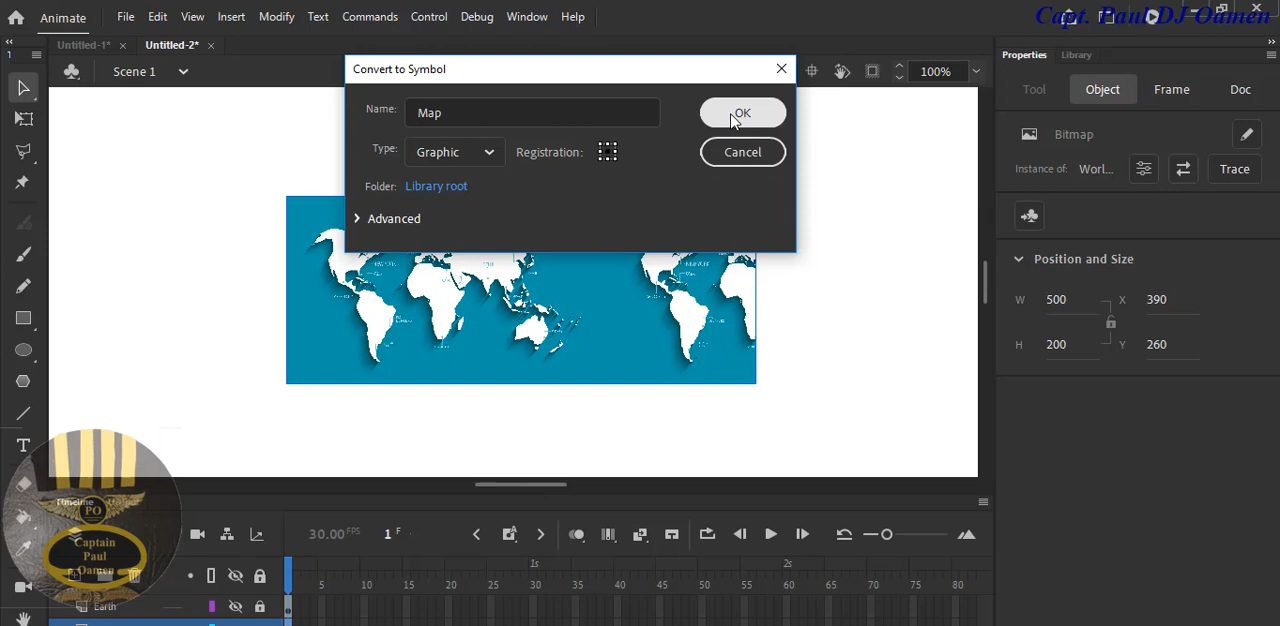 Animate File Edit View Insert Modify Text Commands Control Debug Window Help
Capt. Paul DJ Oamen
Untitled-1* × Untitled-2* ×
Properties Library
1
Scene 1
100%
Convert to Symbol
Name: Map OK
Type: Graphic Registration: Cancel
Folder: Library root
Advanced
Tool Object Frame Doc
Bitmap
Instance of: Worl... Trace
Position and Size
W 500 X 390
H 200 Y 260
T
Timeline
PO
Captain
Paul
Oamen
30.00 FPS 1 F
1s 2s
5 10 15 20 25 30 35 40 45 50 55 60 65 70 75 80
Earth